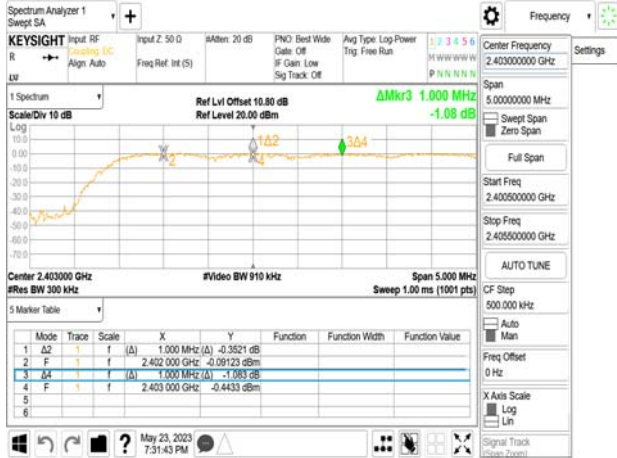 Spectrum Analyzer 1
Swept SA
+
Frequency
KEYSIGHT
Input: RF
Coupling: DC
Align: Auto
Input Z: 50 Ω
Freq Ref: Int (S)
#Atten: 20 dB
PNO: Best Wide
Gate: Off
IF Gain: Low
Sig Track: Off
Avg Type: Log-Power
Trig: Free Run
1 2 3 4 5 6
M W W W W W
P N N N N N
R
LU
1 Spectrum
Scale/Div 10 dB
Log
Ref Lvl Offset 10.80 dB
Ref Level 20.00 dBm
ΔMkr3 1.000 MHz
-1.08 dB
10.0
0.00
-10.0
-20.0
-30.0
-40.0
-50.0
-60.0
-70.0
2
1Δ2
4
3Δ4
Center 2.403000 GHz
#Res BW 300 kHz
#Video BW 910 kHz
Span 5.000 MHz
Sweep 1.00 ms (1001 pts)
5 Marker Table
Mode Trace Scale X Y Function Function Width Function Value
1 Δ2 1 f (Δ) 1.000 MHz (Δ) -0.3521 dB
2 F 1 f 2.402 000 GHz -0.09123 dBm
3 Δ4 1 f (Δ) 1.000 MHz (Δ) -1.083 dB
4 F 1 f 2.403 000 GHz -0.4433 dBm
5
6
?
May 23, 2023
7:31:43 PM
Center Frequency
2.403000000 GHz
Span
5.00000000 MHz
Swept Span
Zero Span
Full Span
Start Freq
2.400500000 GHz
Stop Freq
2.405500000 GHz
AUTO TUNE
CF Step
500.000 kHz
Auto
Man
Freq Offset
0 Hz
X Axis Scale
Log
Lin
Signal Track
(Span Zoom)
Settings